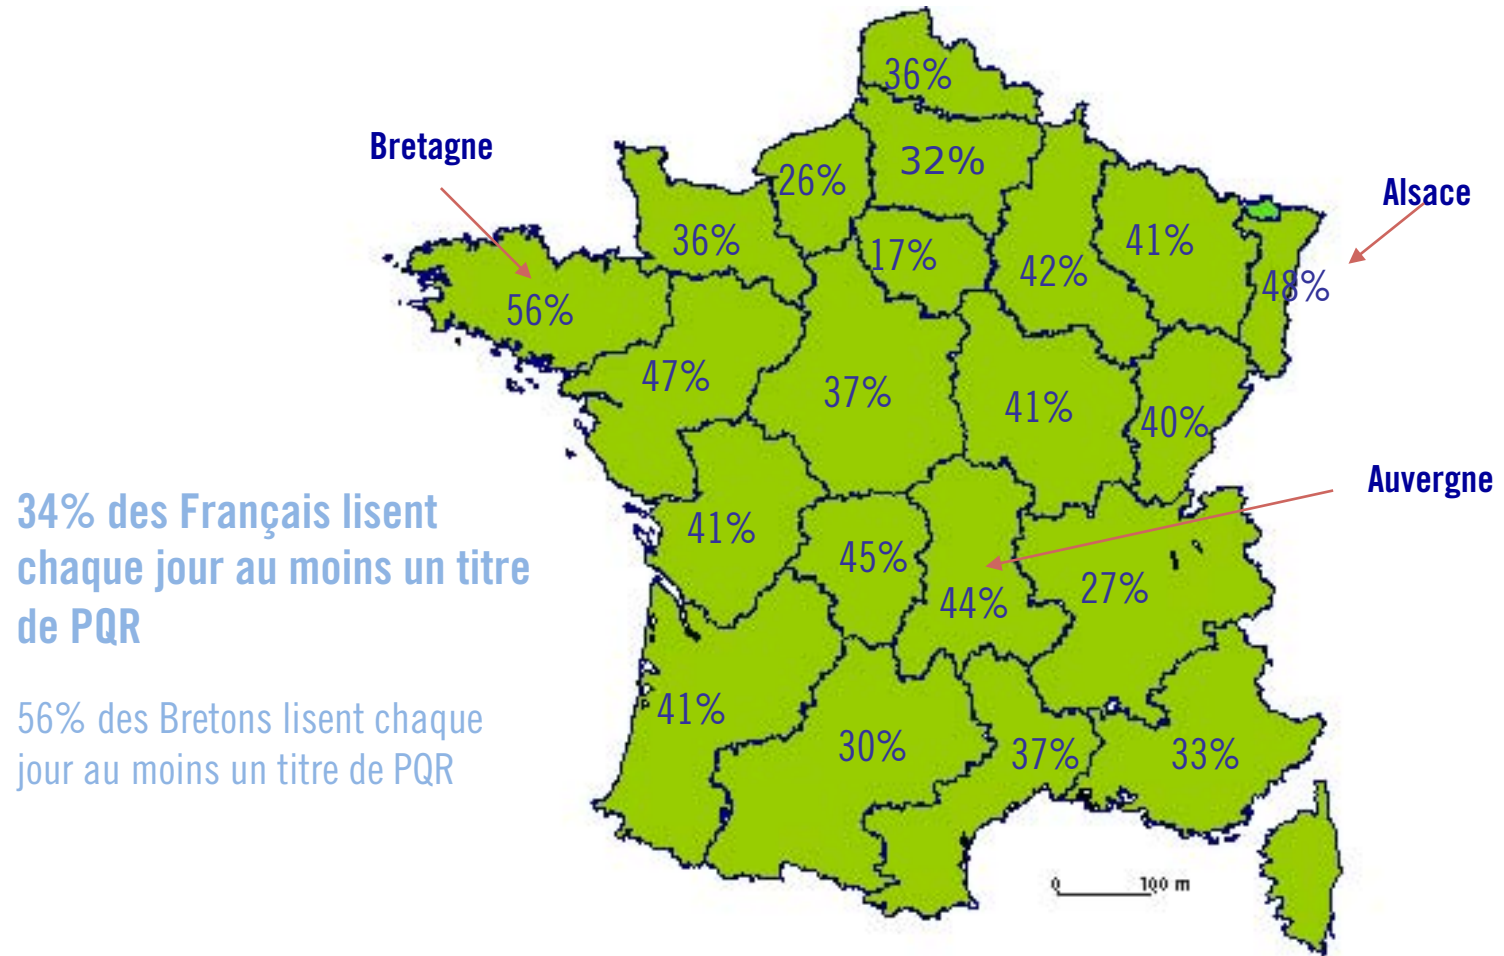 36%
Bretagne
32%
26%
Alsace
36%
41%
17%
42%
48%
56%
47%
37%
41%
40%
Auvergne
34% des Français lisent
chaque jour au moins un titre
de PQR
41%
45%
27%
44%
56% des Bretons lisent chaque
jour au moins un titre de PQR
41%
30%
37%
33%
0 100 m